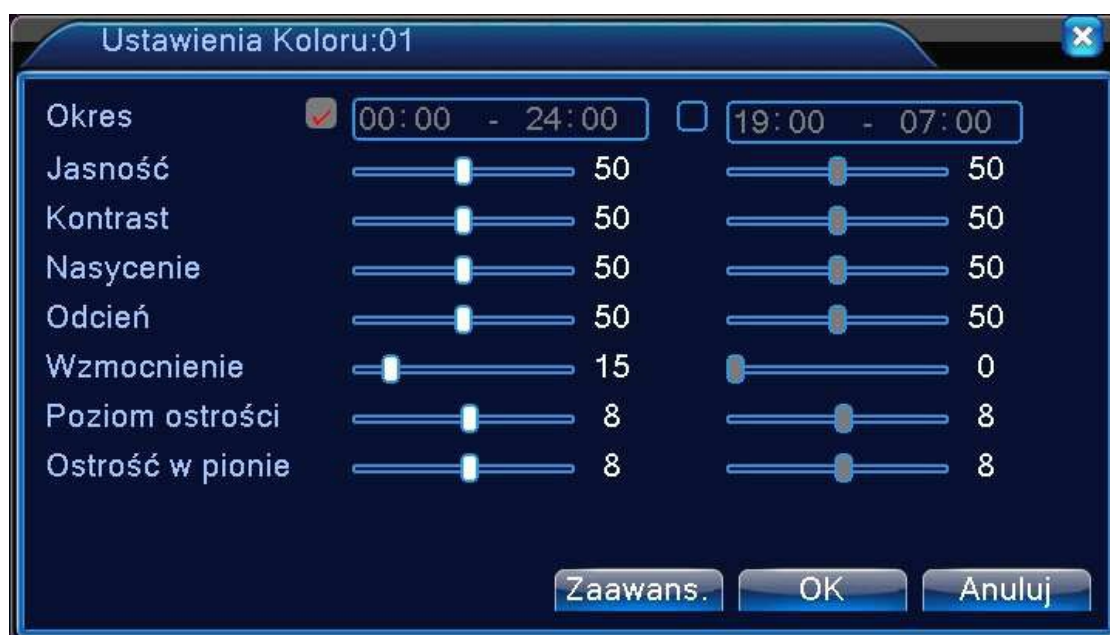 Ustawienia Koloru:01
Okres 00:00 - 24:00 19:00 - 07:00
Jasność 50 50
Kontrast 50 50
Nasycenie 50 50
Odcień 50 50
Wzmocnienie 15 0
Poziom ostrości 8 8
Ostrość w pionie 8 8
Zaawans. OK Anuluj